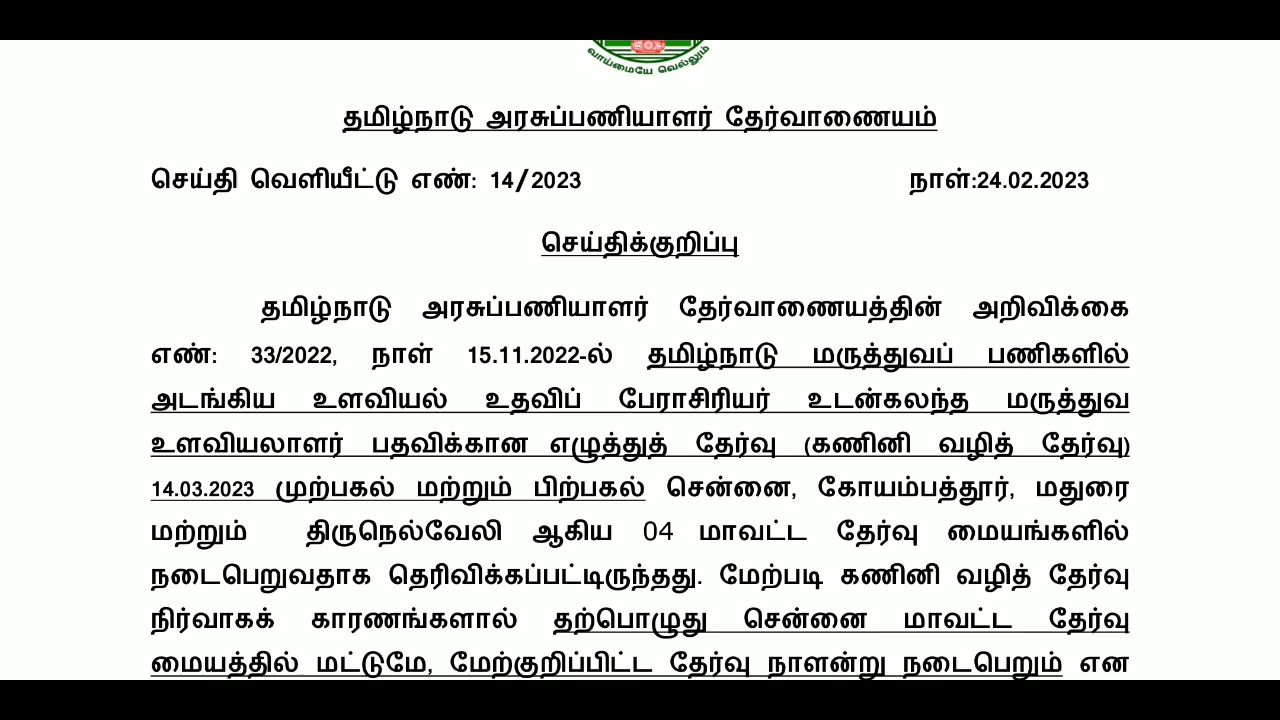 வாய்மையே வெல்லும்
தமிழ்நாடு அரசுப்பணியாளர் தேர்வாணையம்
செய்தி வெளியீட்டு எண்: 14/2023 நாள்:24.02.2023
செய்திக்குறிப்பு
தமிழ்நாடு அரசுப்பணியாளர் தேர்வாணையத்தின் அறிவிக்கை
எண்: 33/2022, நாள் 15.11.2022-ல் தமிழ்நாடு மருத்துவப் பணிகளில்
அடங்கிய உளவியல் உதவிப் பேராசிரியர் உடன்கலந்த மருத்துவ
உளவியலாளர் பதவிக்கான எழுத்துத் தேர்வு (கணினி வழித் தேர்வு)
14.03.2023 முற்பகல் மற்றும் பிற்பகல் சென்னை, கோயம்பத்தூர், மதுரை
மற்றும் திருநெல்வேலி ஆகிய 04 மாவட்ட தேர்வு மையங்களில்
நடைபெறுவதாக தெரிவிக்கப்பட்டிருந்தது. மேற்படி கணினி வழித் தேர்வு
நிர்வாகக் காரணங்களால் தற்பொழுது சென்னை மாவட்ட தேர்வு
மையத்தில் மட்டுமே, மேற்குறிப்பிட்ட தேர்வு நாளன்று நடைபெறும் என